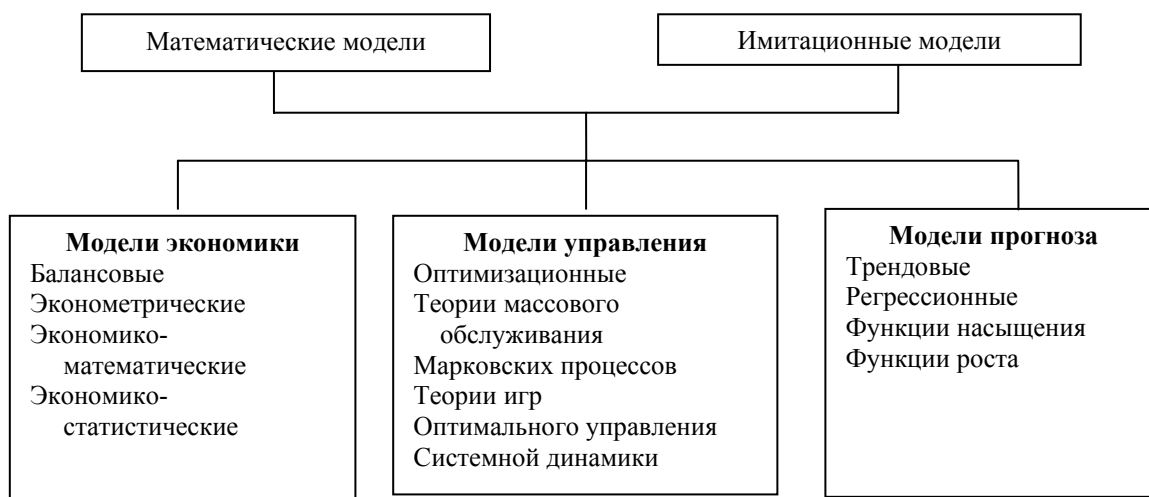 Математические модели
Имитационные модели
Модели экономики
Балансовые
Эконометрические
Экономико-
математические
Экономико-
статистические
Модели управления
Оптимизационные
Теории массового
обслуживания
Марковских процессов
Теории игр
Оптимального управления
Системной динамики
Модели прогноза
Трендовые
Регрессионные
Функции насыщения
Функции роста